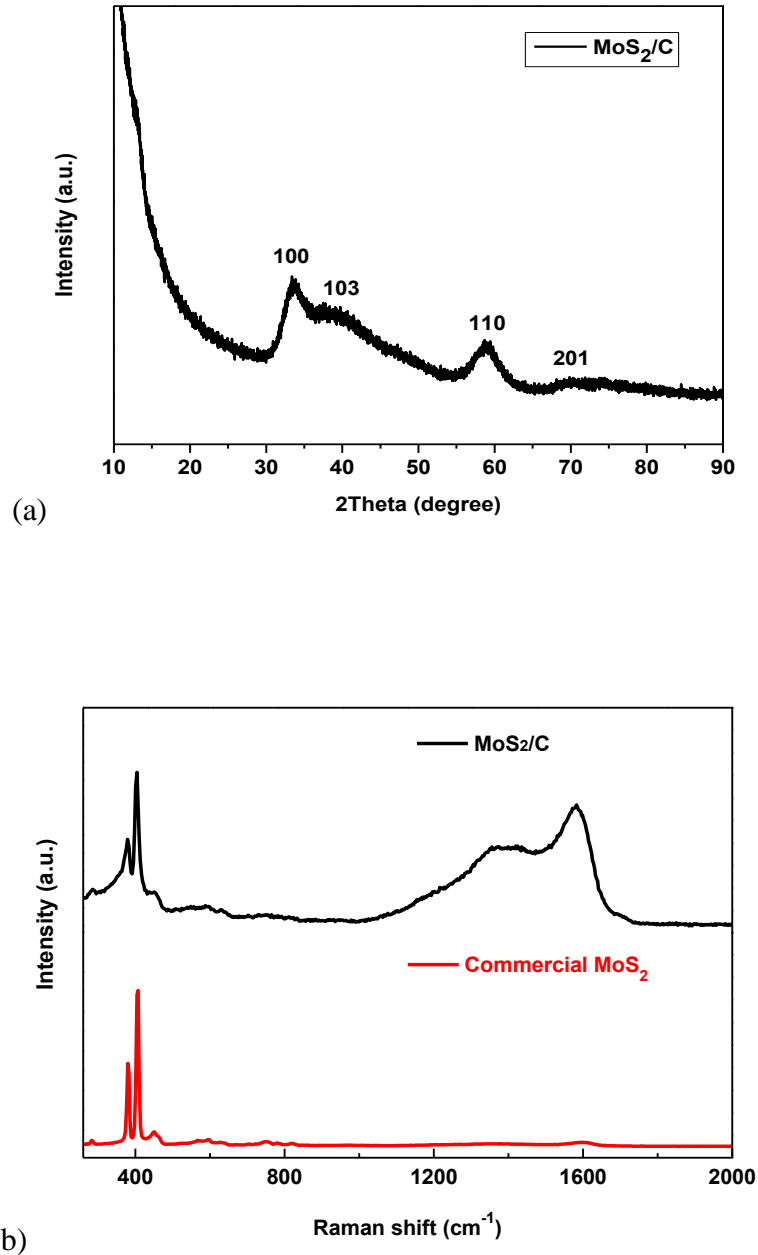 MoS2/C
100
103
110
201
Intensity (a.u.)
10 20 30 40 50 60 70 80 90
2Theta (degree)
(a)
MoS2/C
Commercial MoS2
Intensity (a.u.)
400 800 1200 1600 2000
Raman shift (cm-1)
b)